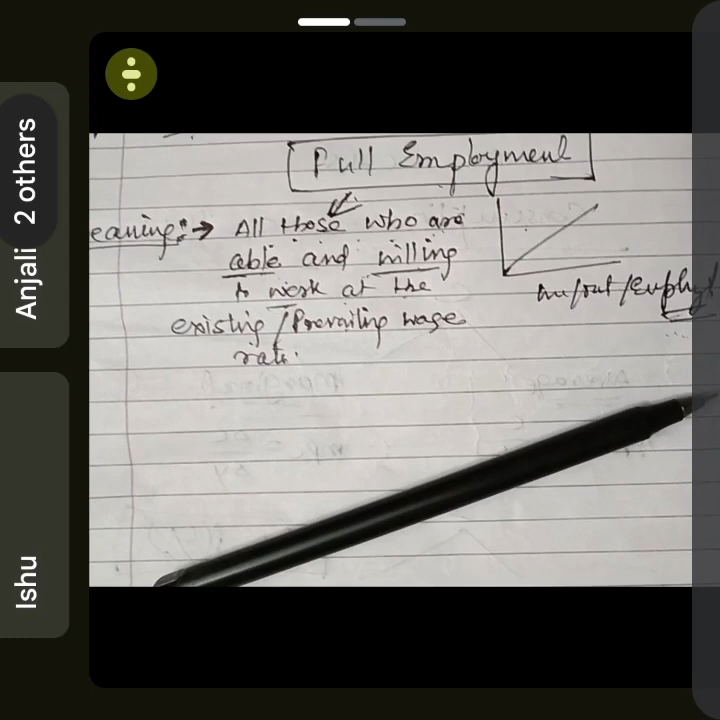 Anjali 2 others
Ishu
Full Employment
eaning:→ All those who are
able and willing
to work at the
existing / Prevailing wage
rate.
output / Employ